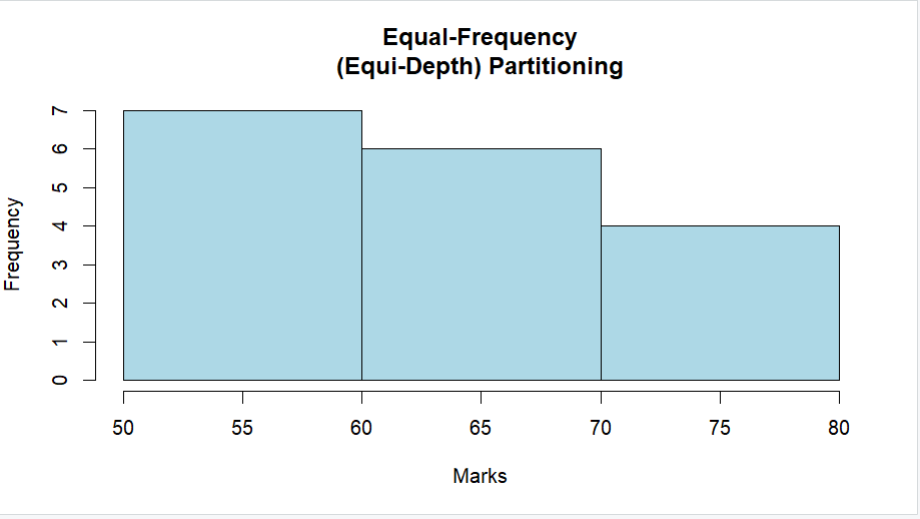 Equal-Frequency
(Equi-Depth) Partitioning
Frequency
7
6
5
4
3
2
1
0
50 55 60 65 70 75 80
Marks